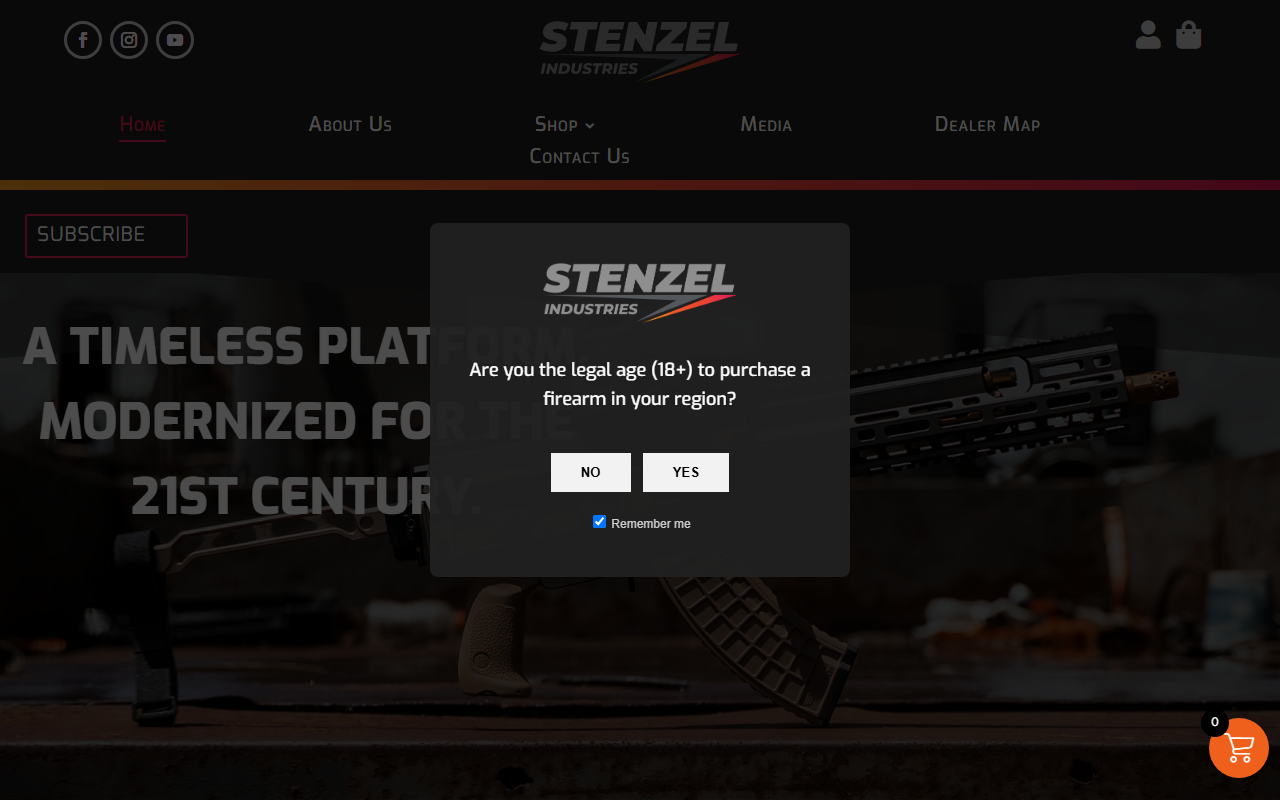 STENZEL
INDUSTRIES
Home
About Us
Shop
Media
Dealer Map
Contact Us
SUBSCRIBE
A TIMELESS PLATFORM,
MODERNIZED FOR THE
21ST CENTURY.
STENZEL
INDUSTRIES
Are you the legal age (18+) to purchase a
firearm in your region?
NO
YES
Remember me
0